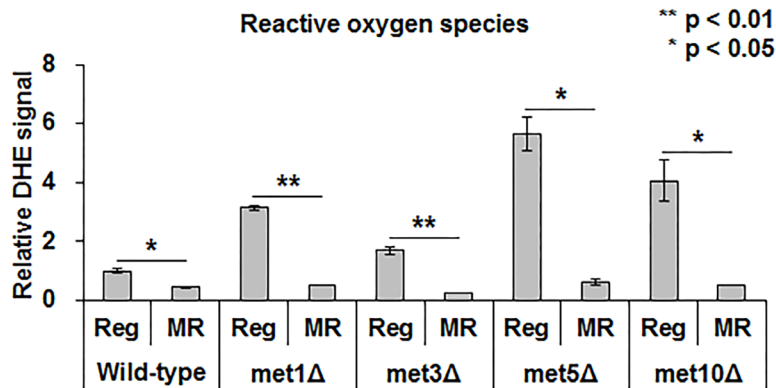 Reactive oxygen species
** p < 0.01
* p < 0.05
Relative DHE signal
8
6
4
2
0
* ** ** * *
Reg MR Reg MR Reg MR Reg MR Reg MR
Wild-type met1Δ met3Δ met5Δ met10Δ